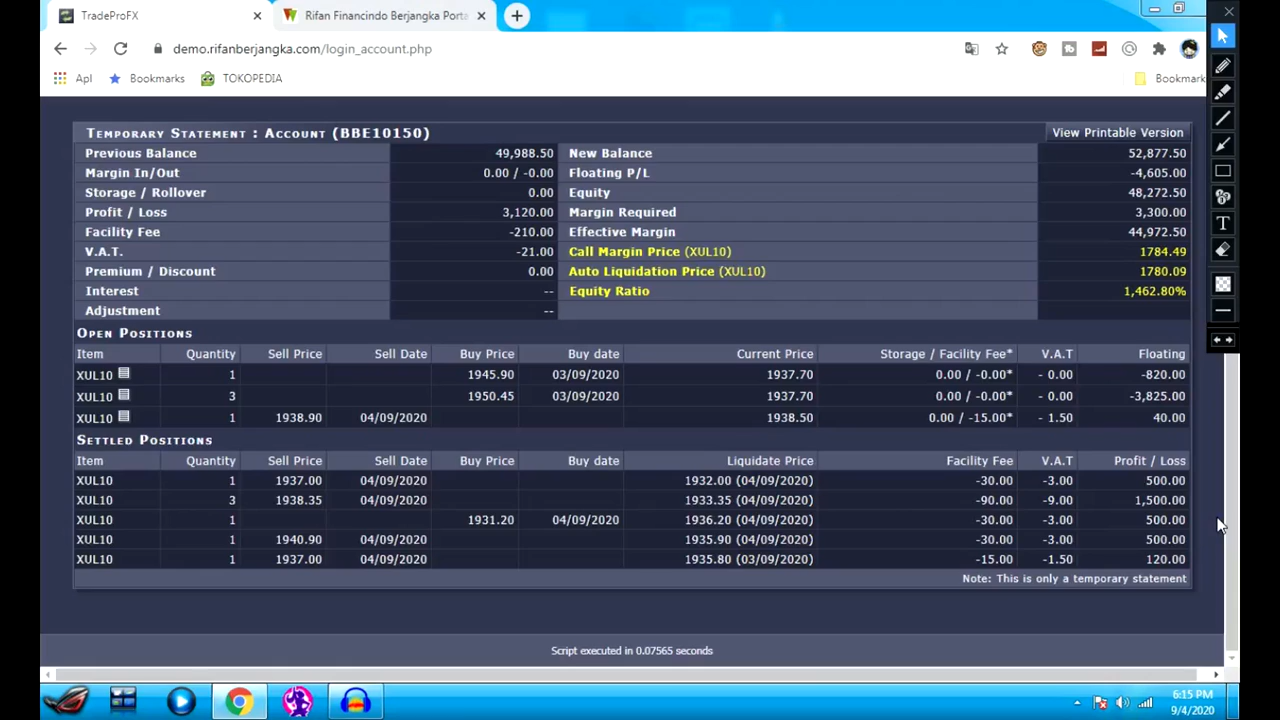 TradeProFX
Rifan Financindo Berjangka Porta
demo.rifanberjangka.com/login_account.php
Apl Bookmarks TOKOPEDIA Bookmark
TEMPORARY STATEMENT : ACCOUNT (BBE10150) View Printable Version
Previous Balance 49,988.50 New Balance 52,877.50
Margin In/Out 0.00 / -0.00 Floating P/L -4,605.00
Storage / Rollover 0.00 Equity 48,272.50
Profit / Loss 3,120.00 Margin Required 3,300.00
Facility Fee -210.00 Effective Margin 44,972.50
V.A.T. -21.00 Call Margin Price (XUL10) 1784.49
Premium / Discount 0.00 Auto Liquidation Price (XUL10) 1780.09
Interest -- Equity Ratio 1,462.80%
Adjustment --
OPEN POSITIONS
Item Quantity Sell Price Sell Date Buy Price Buy date Current Price Storage / Facility Fee* V.A.T Floating
XUL10 1 1945.90 03/09/2020 1937.70 0.00 / -0.00* - 0.00 -820.00
XUL10 3 1950.45 03/09/2020 1937.70 0.00 / -0.00* - 0.00 -3,825.00
XUL10 1 1938.90 04/09/2020 1938.50 0.00 / -15.00* - 1.50 40.00
SETTLED POSITIONS
Item Quantity Sell Price Sell Date Buy Price Buy date Liquidate Price Facility Fee V.A.T Profit / Loss
XUL10 1 1937.00 04/09/2020 1932.00 (04/09/2020) -30.00 -3.00 500.00
XUL10 3 1938.35 04/09/2020 1933.35 (04/09/2020) -90.00 -9.00 1,500.00
XUL10 1 1931.20 04/09/2020 1936.20 (04/09/2020) -30.00 -3.00 500.00
XUL10 1 1940.90 04/09/2020 1935.90 (04/09/2020) -30.00 -3.00 500.00
XUL10 1 1937.00 04/09/2020 1935.80 (03/09/2020) -15.00 -1.50 120.00
Note: This is only a temporary statement
Script executed in 0.07565 seconds
6:15 PM
9/4/2020